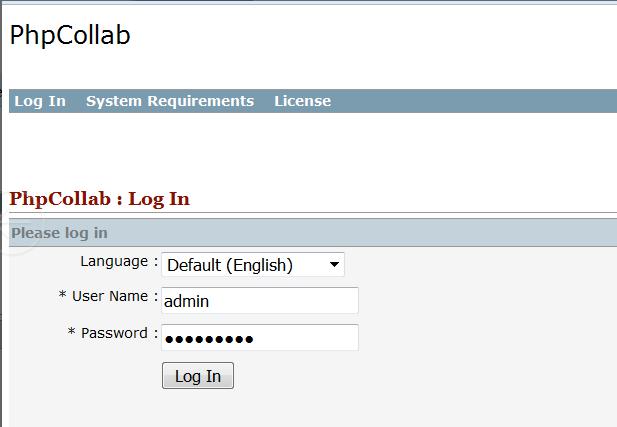 PhpCollab
Log In System Requirements License
PhpCollab : Log In
Please log in
Language : Default (English)
* User Name : admin
* Password : •••••••••
Log In